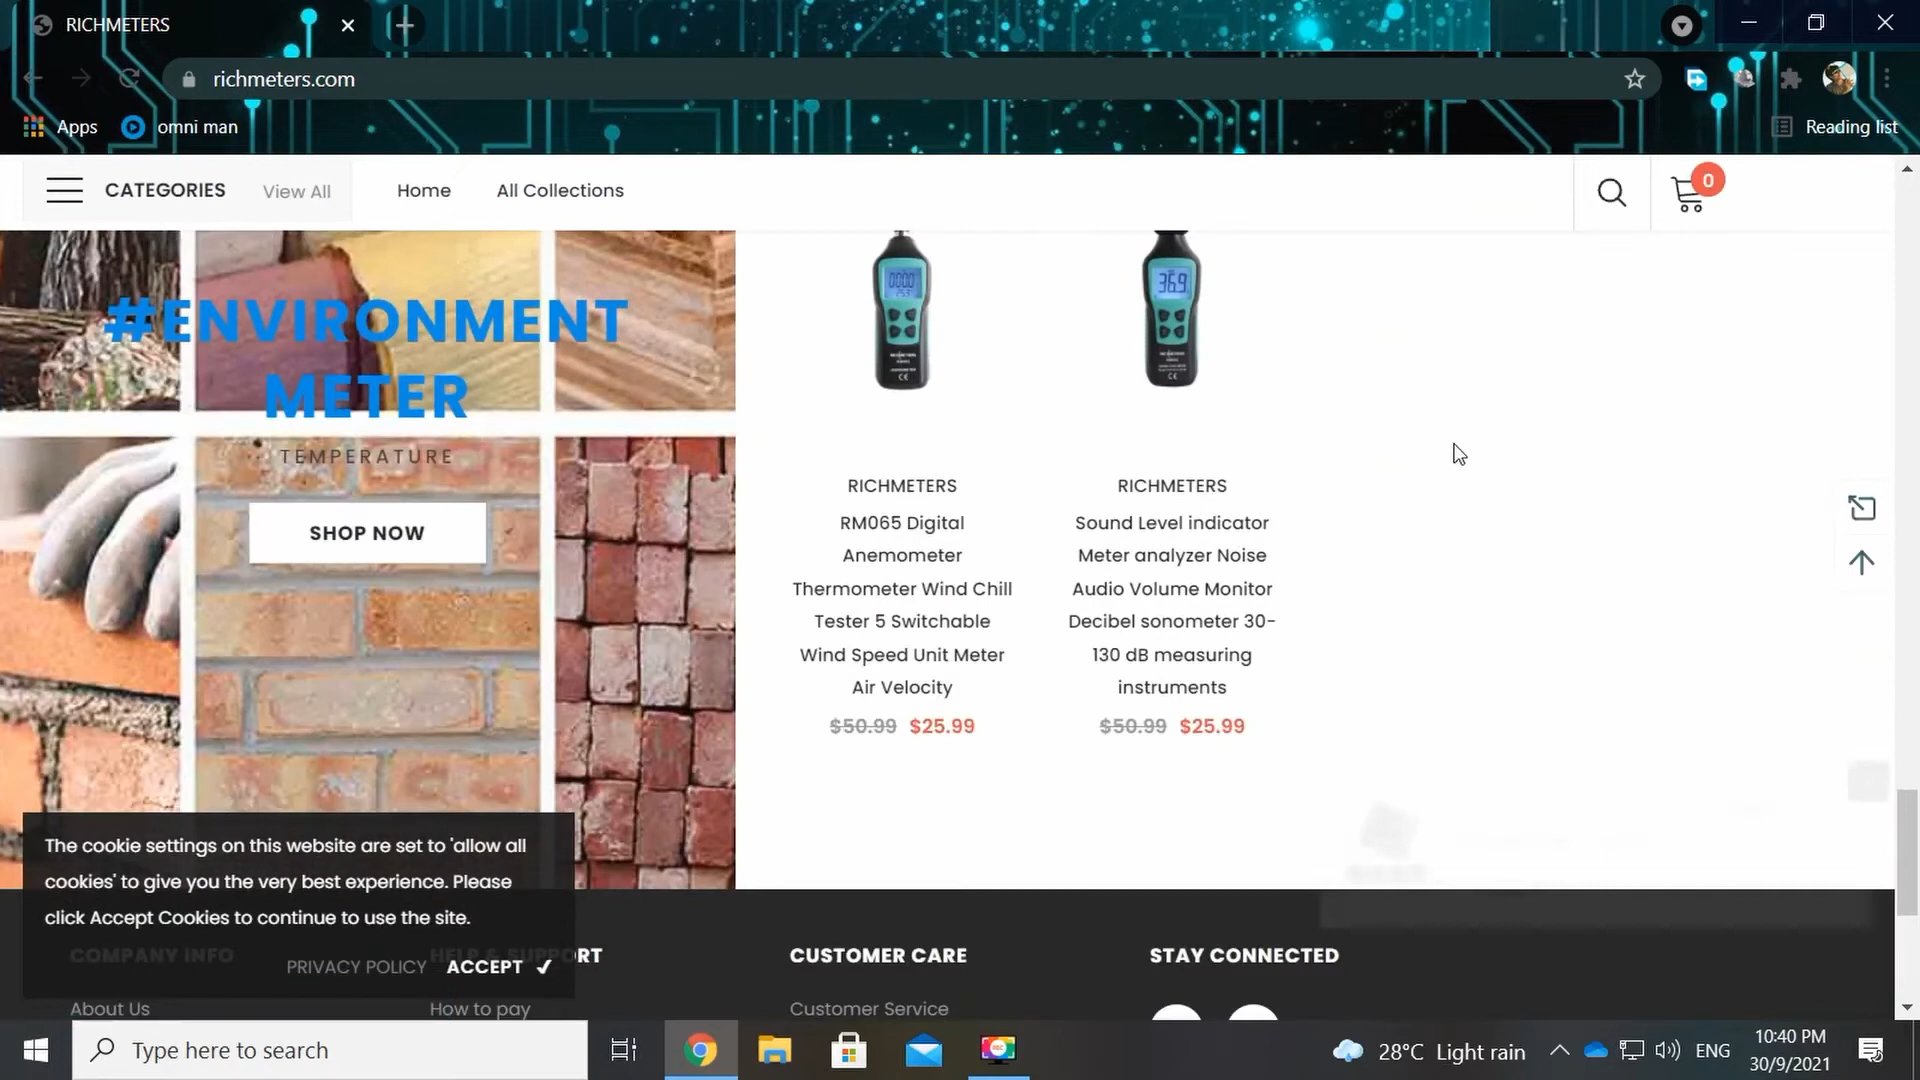 RICHMETERS
richmeters.com
Apps
omni man
Reading list
CATEGORIES
View All
Home
All Collections
0
#ENVIRONMENT
METER
TEMPERATURE
SHOP NOW
36.9
RICHMETERS
RM065 Digital
Anemometer
Thermometer Wind Chill
Tester 5 Switchable
Wind Speed Unit Meter
Air Velocity
$50.99 $25.99
RICHMETERS
Sound Level indicator
Meter analyzer Noise
Audio Volume Monitor
Decibel sonometer 30-
130 dB measuring
instruments
$50.99 $25.99
The cookie settings on this website are set to 'allow all
cookies' to give you the very best experience. Please
click Accept Cookies to continue to use the site.
PRIVACY POLICY
ACCEPT ✔
COMPANY INFO
About Us
HELP & SUPPORT
How to pay
CUSTOMER CARE
Customer Service
STAY CONNECTED
Type here to search
28°C Light rain
ENG
10:40 PM
30/9/2021